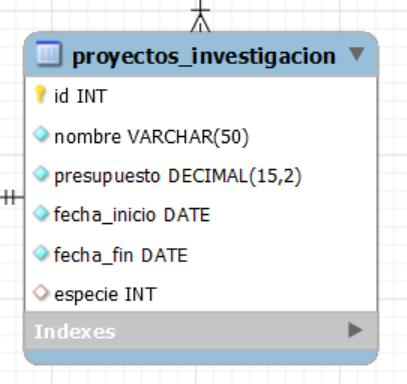 proyectos_investigacion
id INT
nombre VARCHAR(50)
presupuesto DECIMAL(15,2)
fecha_inicio DATE
fecha_fin DATE
especie INT
Indexes